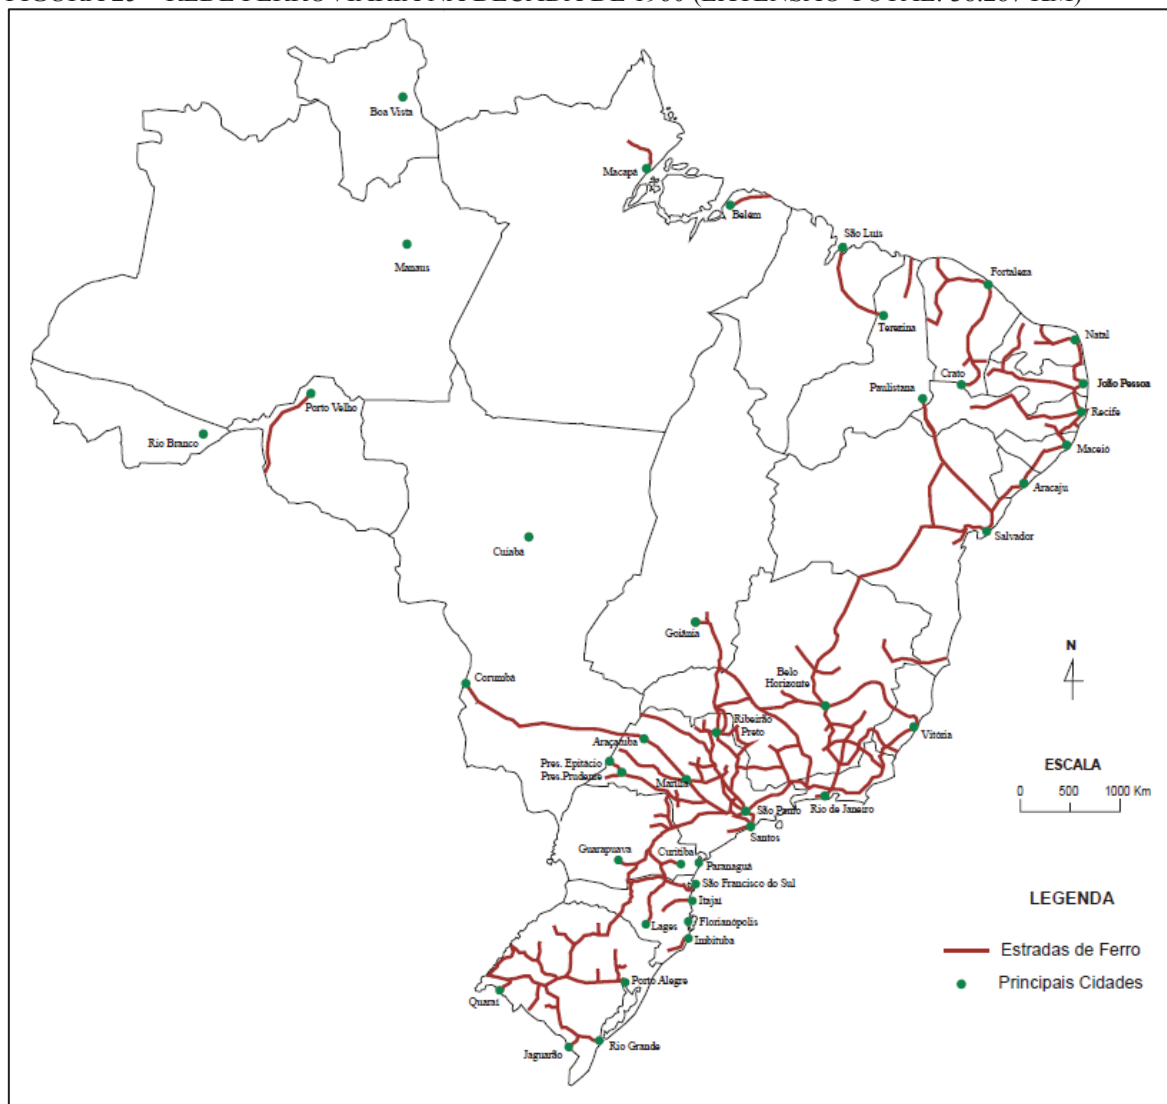 Boa Vista
Macapá
Belém
São Luis
Manaus
Fortaleza
Terezina
Natal
Crato
João Pessoa
Paulistana
Porto Velho
Recife
Rio Branco
Maceió
Aracaju
Salvador
Cuiabá
Goiânia
N
Belo
Horizonte
Corumbá
Ribeirão
Preto
Vitória
Araçatuba
Pres. Epitácio
Pres.Prudente
Marília
ESCALA
0 500 1000 Km
São Paulo
Rio de Janeiro
Santos
Guarapuava
Curitiba
Paranaguá
São Francisco do Sul
Itajaí
LEGENDA
Lages
Florianópolis
Imbituba
Estradas de Ferro
Porto Alegre
Principais Cidades
Quaraí
Rio Grande
Jaguarão